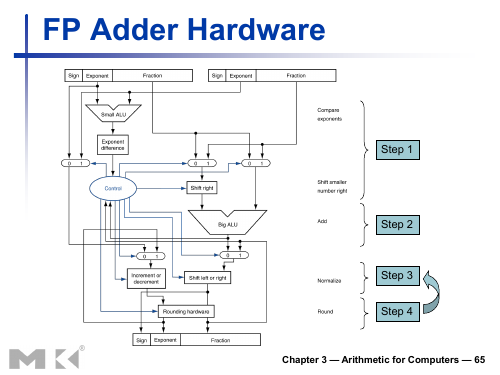 FP Adder Hardware
Sign Exponent Fraction Sign Exponent Fraction
Small ALU
Compare
exponents
Exponent
difference
Step 1
0 1 0 1 0 1
Control
Shift right
Shift smaller
number right
Big ALU
Add
Step 2
0 1 0 1
Increment or
decrement
Shift left or right
Normalize
Step 3
Rounding hardware
Round
Step 4
Sign Exponent Fraction
MK®
Chapter 3 — Arithmetic for Computers — 65